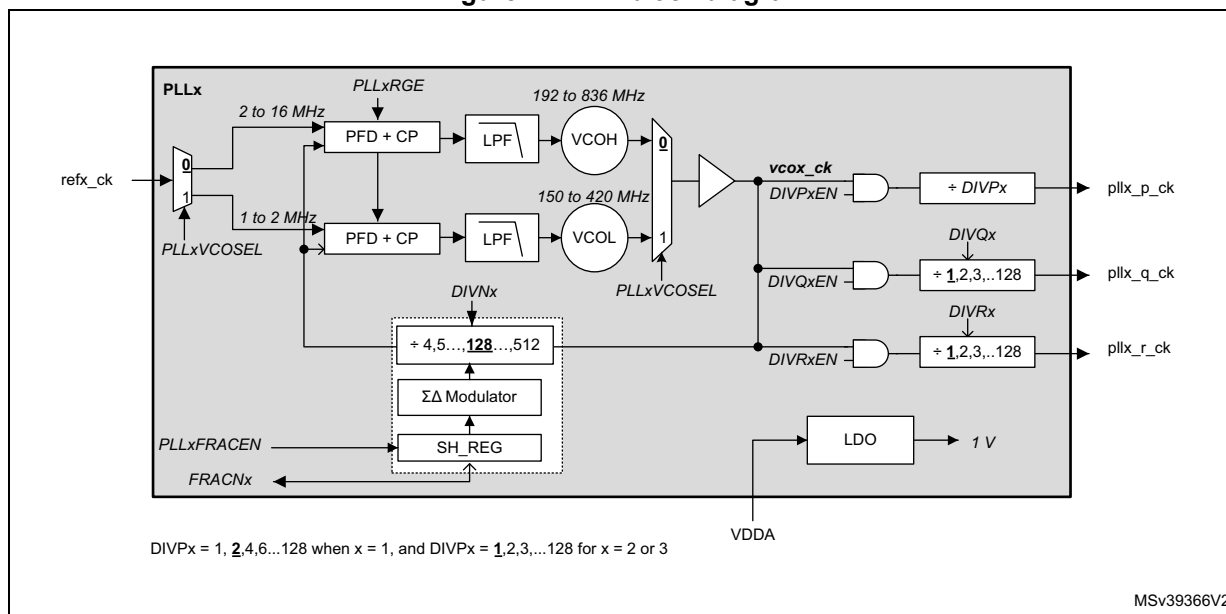 PLLx
PLLxRGE
192 to 836 MHz
2 to 16 MHz
PFD + CP
LPF
VCOH
0
0
refx_ck
1
vcox_ck
DIVPxEN
÷ DIVPx
pllx_p_ck
1 to 2 MHz
150 to 420 MHz
PFD + CP
LPF
VCOL
1
PLLxVCOSEL
PLLxVCOSEL
DIVQx
DIVQxEN
÷ 1,2,3,..128
pllx_q_ck
DIVNx
DIVRx
÷ 4,5...,128...,512
DIVRxEN
÷ 1,2,3,..128
pllx_r_ck
ΣΔ Modulator
PLLxFRACEN
SH_REG
LDO
1 V
FRACNx
VDDA
DIVPx = 1, 2,4,6...128 when x = 1, and DIVPx = 1,2,3,...128 for x = 2 or 3
MSv39366V2